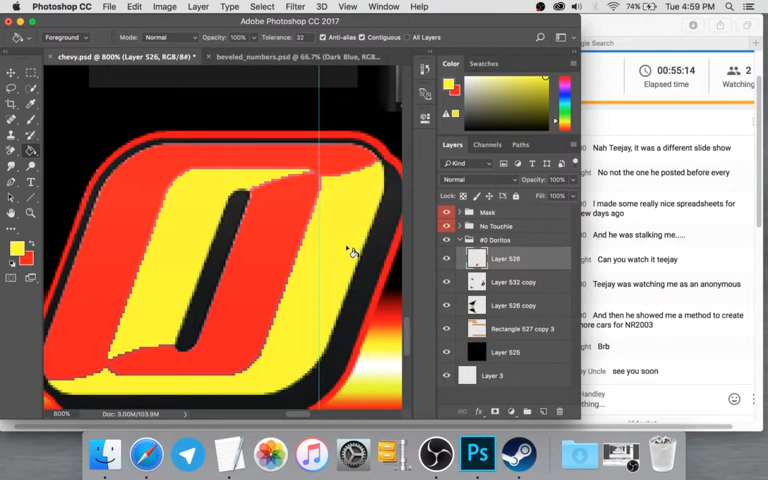 Photoshop CC File Edit Image Layer Type Select Filter 3D View Window Help 74% Tue 4:59 PM
Adobe Photoshop CC 2017
Foreground Mode: Normal Opacity: 100% Tolerance: 32 Anti-alias Contiguous All Layers
chevy.psd @ 800% (Layer 526, RGB/8#) *
beveled_numbers.psd @ 66.7% (Dark Blue, RGB...
Color Swatches
Layers Channels Paths
Kind
Normal Opacity: 100%
Lock: Fill: 100%
Mask
No Touchie
#0 Doritos
Layer 526
Layer 532 copy
Layer 526 copy
Rectangle 527 copy 3
Layer 525
Layer 3
fx
800% Doc: 3.00M/103.9M
e Search
00:55:14
Elapsed time
2
Watching
Nah Teejay, it was a different slide show
No not the one he posted before
I made some really nice spreadsheets for
few days ago
And he was stalking me.....
Can you watch it teejay
Teejay was watching me as an anonymous
And then he showed me a method to create
more cars for NR2003
Brb
see you soon
Ps